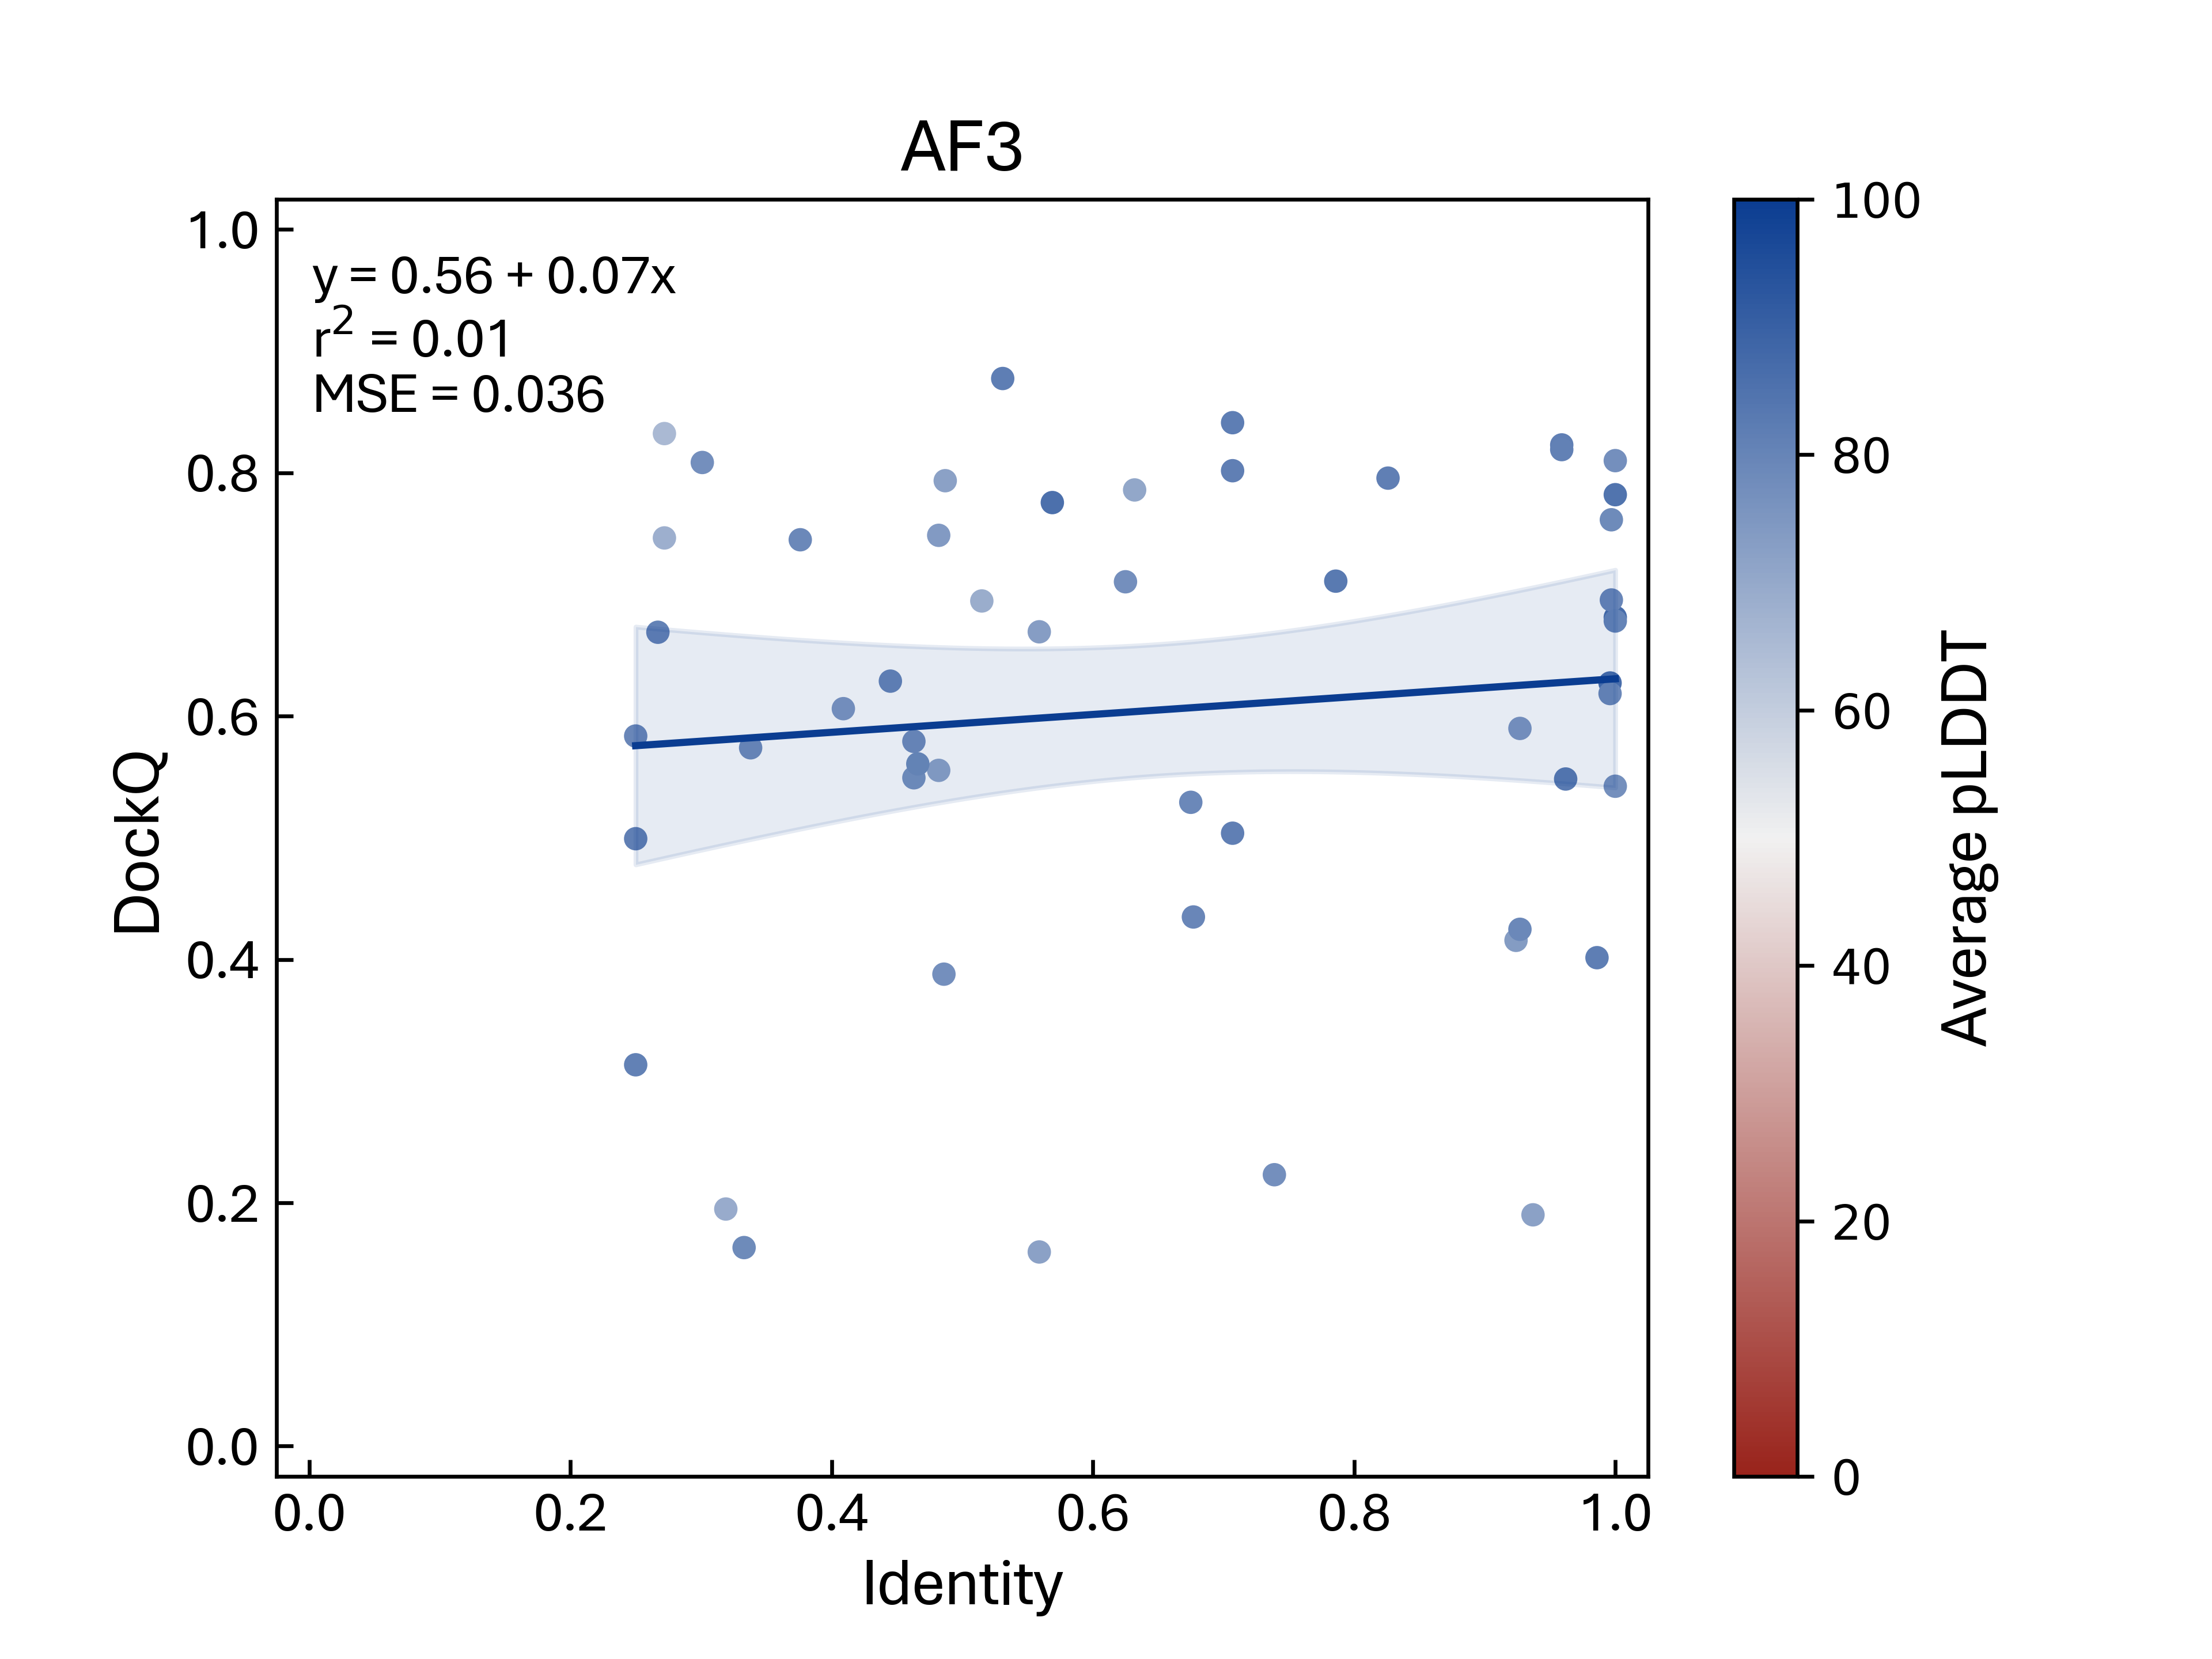 AF3
y = 0.56 + 0.07x
r² = 0.01
MSE = 0.036
1.0
0.8
0.6
0.4
0.2
0.0
DockQ
0.0 0.2 0.4 0.6 0.8 1.0
Identity
100
80
60
40
20
0
Average pLDDT